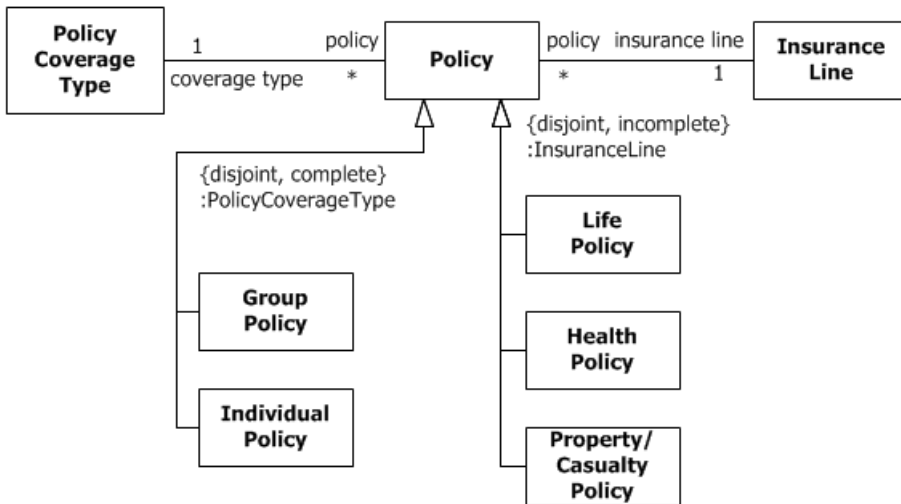 Policy
Coverage
Type
1
coverage type
policy
*
Policy
policy
*
insurance line
1
Insurance
Line
{disjoint, complete}
:PolicyCoverageType
{disjoint, incomplete}
:InsuranceLine
Group
Policy
Individual
Policy
Life
Policy
Health
Policy
Property/
Casualty
Policy